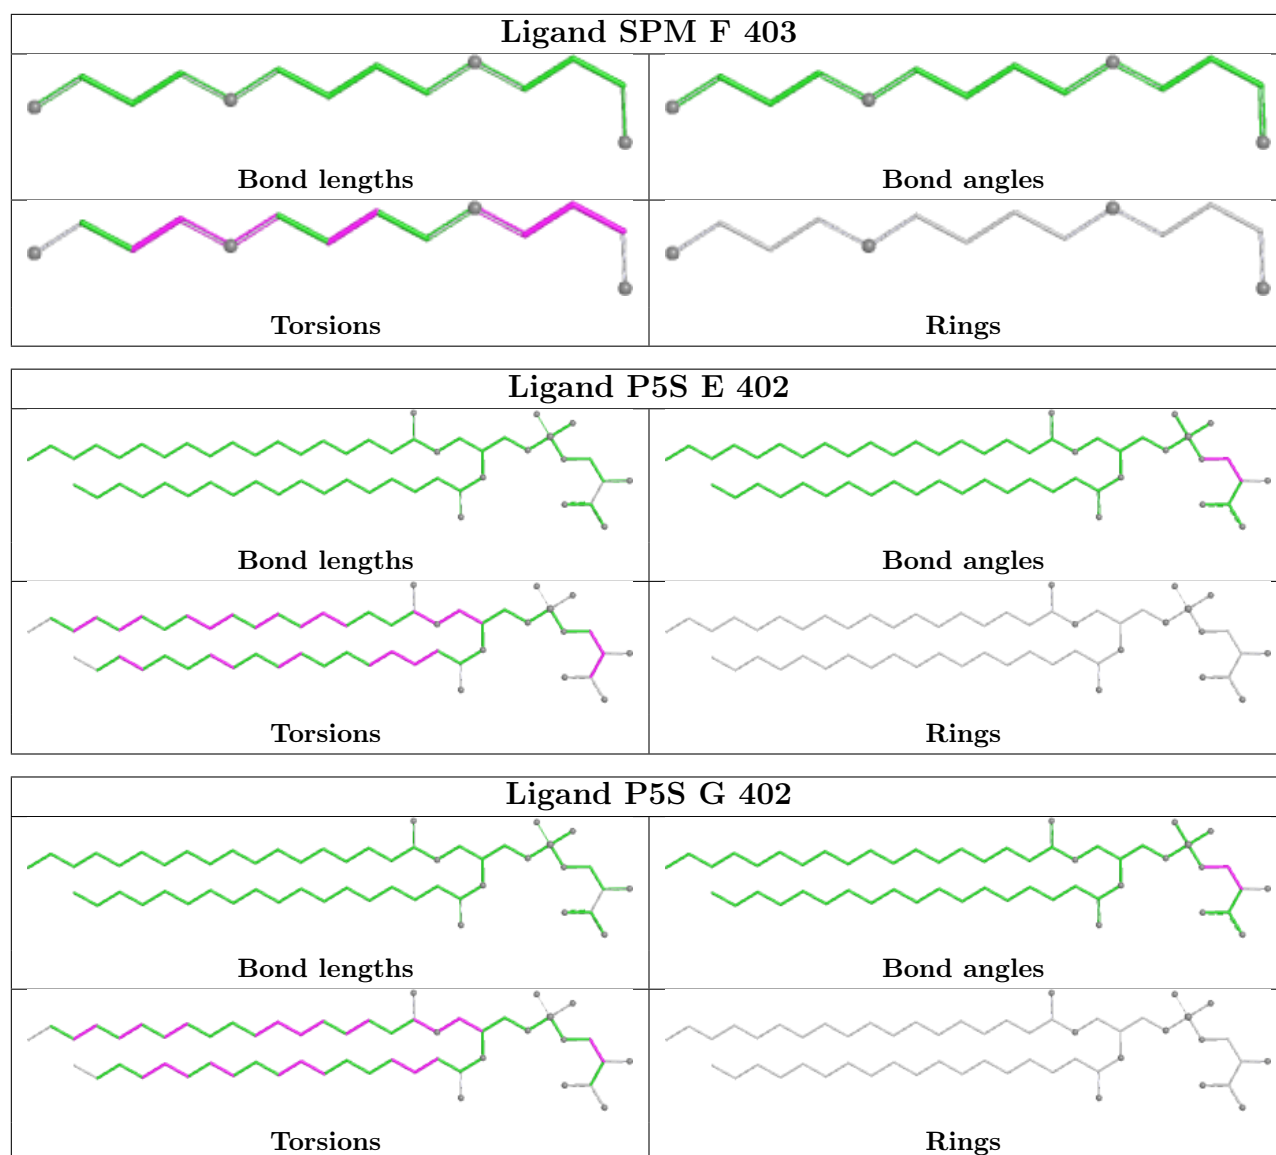 Ligand SPM F 403
Bond lengths
Bond angles
Torsions
Rings
Ligand P5S E 402
Bond lengths
Bond angles
Torsions
Rings
Ligand P5S G 402
Bond lengths
Bond angles
Torsions
Rings